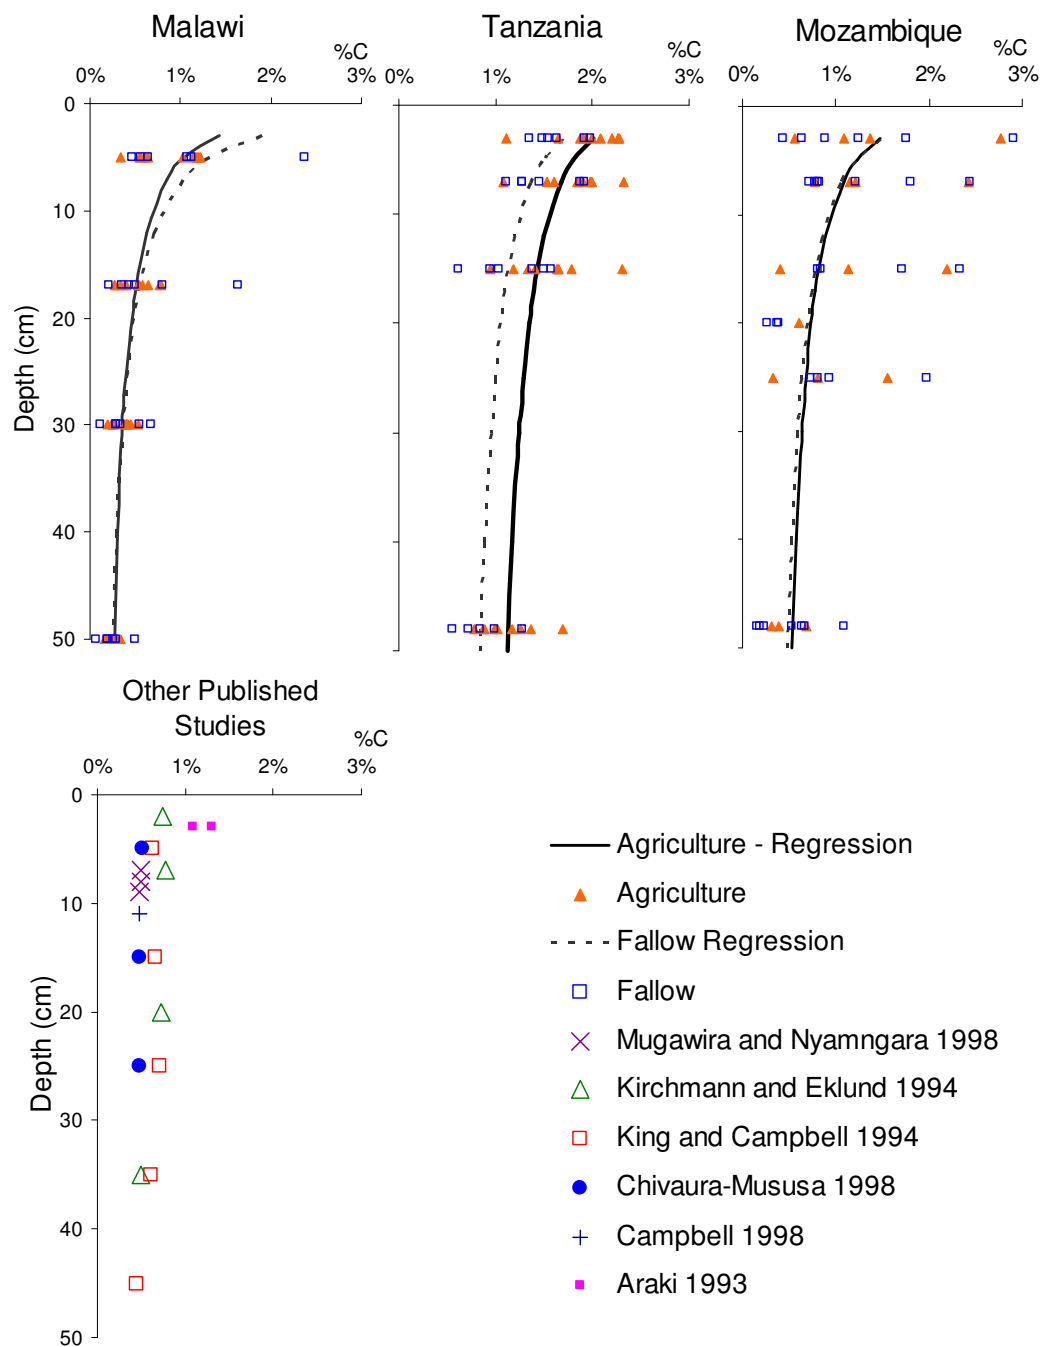 Malawi
Tanzania
Mozambique
%C
%C
%C
0%
1%
2%
3%
0%
1%
2%
3%
0%
1%
2%
3%
0
10
20
30
40
50
Depth (cm)
Other Published
Studies
%C
0%
1%
2%
3%
0
10
20
30
40
50
Depth (cm)
Agriculture - Regression
Agriculture
Fallow Regression
Fallow
Mugawira and Nyamngara 1998
Kirchmann and Eklund 1994
King and Campbell 1994
Chivaura-Mususa 1998
Campbell 1998
Araki 1993